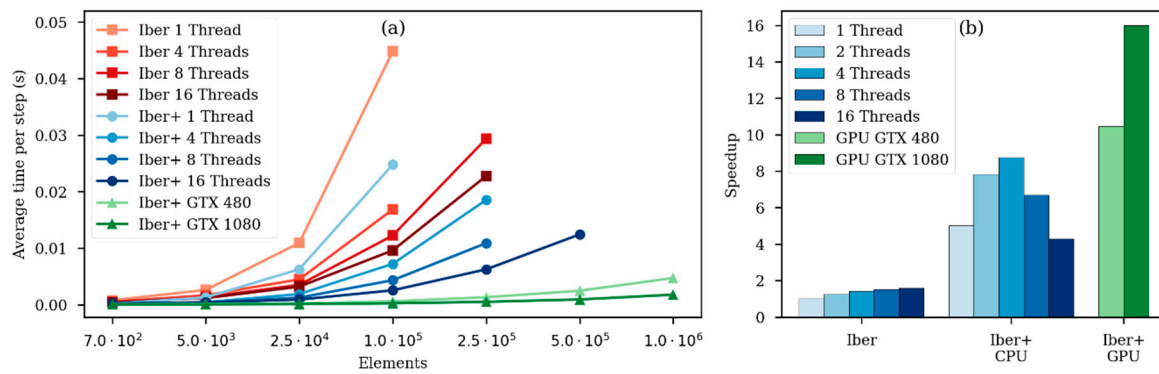 (a)
Average time per step (s)
0.05
0.04
0.03
0.02
0.01
0.00
Iber 1 Thread
Iber 4 Threads
Iber 8 Threads
Iber 16 Threads
Iber+ 1 Thread
Iber+ 4 Threads
Iber+ 8 Threads
Iber+ 16 Threads
Iber+ GTX 480
Iber+ GTX 1080
7.0·10² 5.0·10³ 2.5·10⁴ 1.0·10⁵ 2.5·10⁵ 5.0·10⁵ 1.0·10⁶
Elements
(b)
Speedup
16
14
12
10
8
6
4
2
0
1 Thread
2 Threads
4 Threads
8 Threads
16 Threads
GPU GTX 480
GPU GTX 1080
Iber Iber+ Iber+
CPU GPU